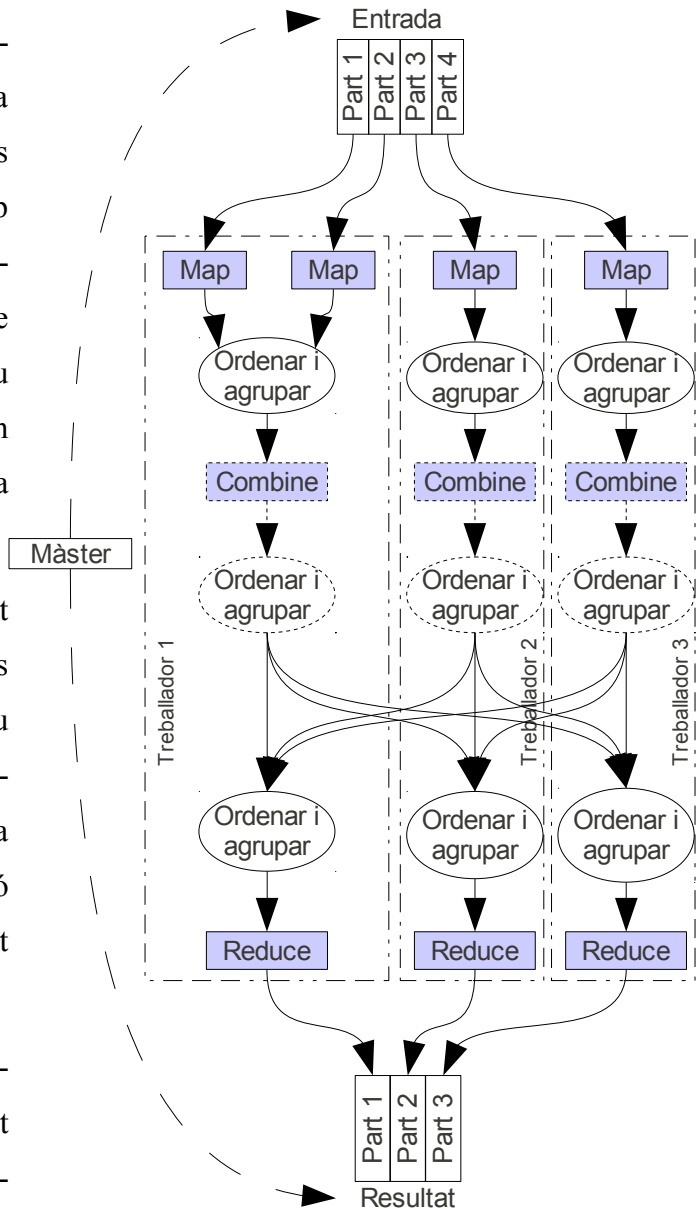 Entrada
Part 1
Part 2
Part 3
Part 4
Map
Map
Map
Map
Ordenar i
agrupar
Ordenar i
agrupar
Ordenar i
agrupar
Combine
Combine
Combine
Màster
Ordenar i
agrupar
Ordenar i
agrupar
Ordenar i
agrupar
Treballador 1
Treballador 2
Treballador 3
Ordenar i
agrupar
Ordenar i
agrupar
Ordenar i
agrupar
Reduce
Reduce
Reduce
Part 1
Part 2
Part 3
Resultat